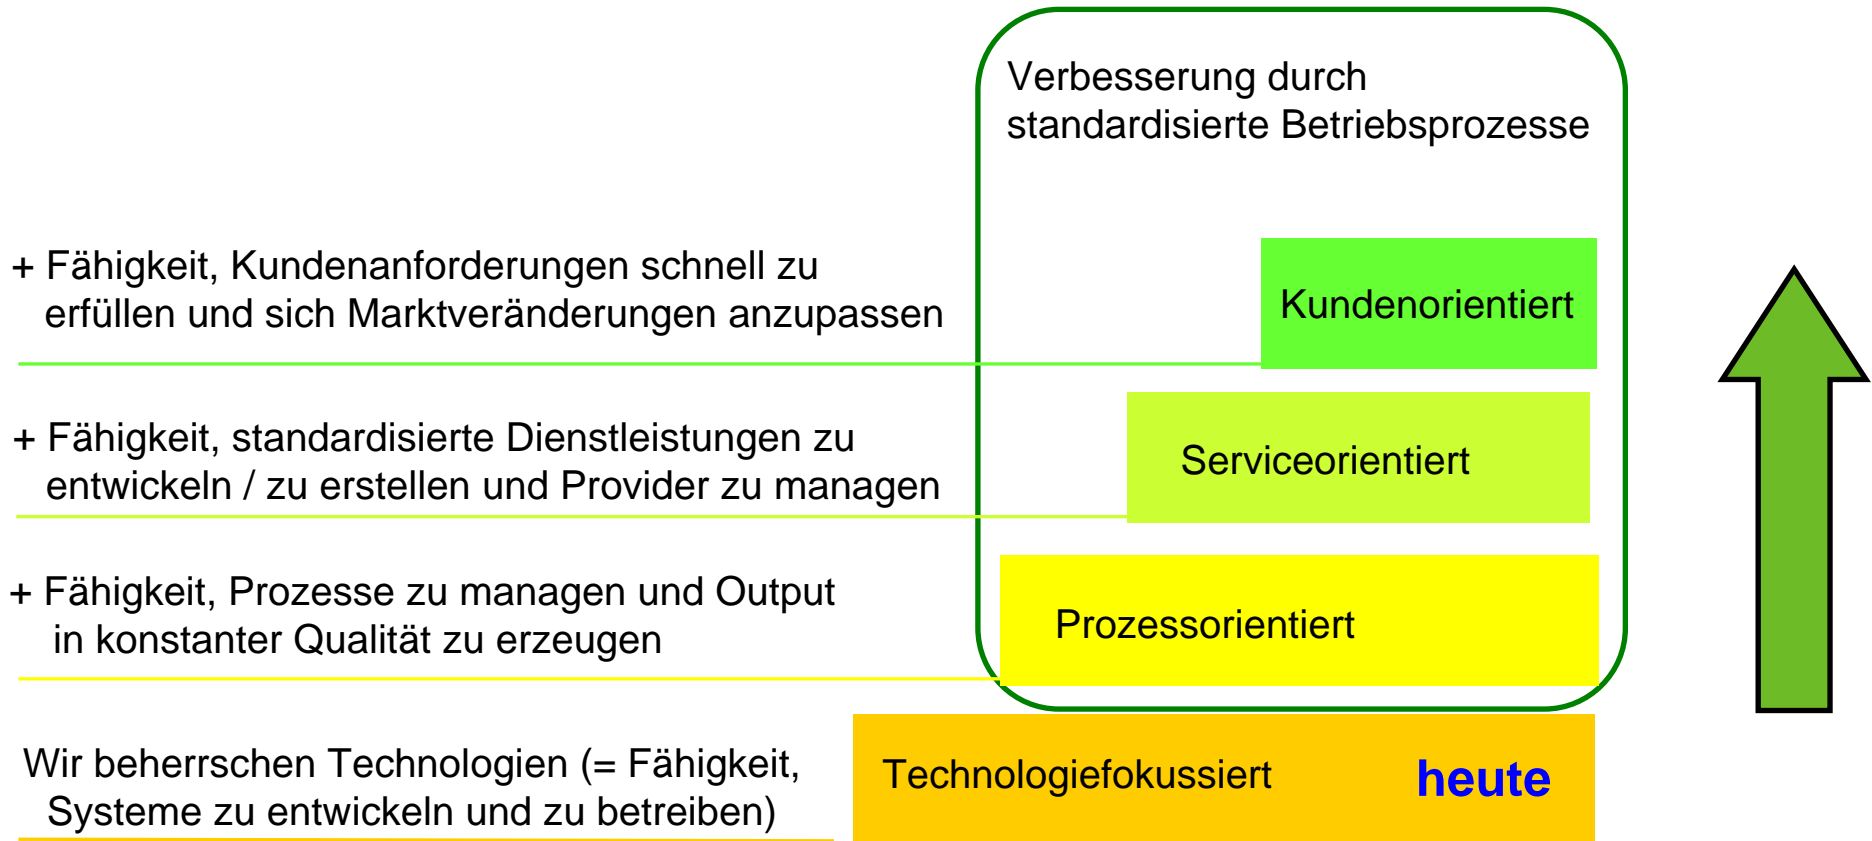 Verbesserung durch
standardisierte Betriebsprozesse
+ Fähigkeit, Kundenanforderungen schnell zu
erfüllen und sich Marktveränderungen anzupassen
Kundenorientiert
+ Fähigkeit, standardisierte Dienstleistungen zu
entwickeln / zu erstellen und Provider zu managen
Serviceorientiert
+ Fähigkeit, Prozesse zu managen und Output
in konstanter Qualität zu erzeugen
Prozessorientiert
Wir beherrschen Technologien (= Fähigkeit,
Systeme zu entwickeln und zu betreiben)
Technologiefokussiert heute